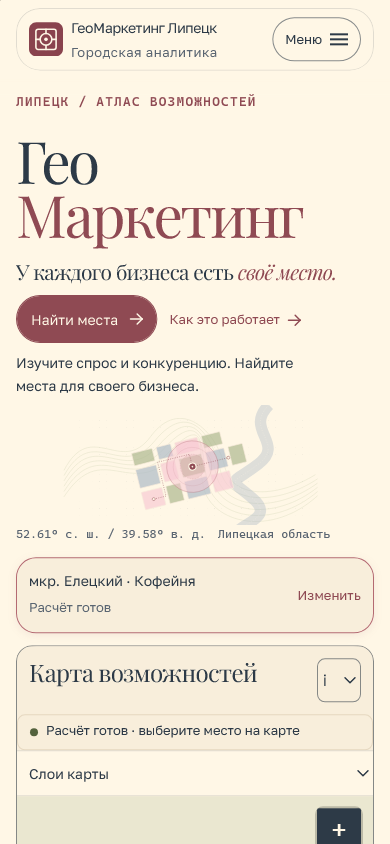 ГеоМаркетинг Липецк
Городская аналитика
Меню
ЛИПЕЦК / АТЛАС ВОЗМОЖНОСТЕЙ
Гео
Маркетинг
У каждого бизнеса есть своё место.
Найти места →
Как это работает →
Изучите спрос и конкуренцию. Найдите
места для своего бизнеса.
52.61° с. ш. / 39.58° в. д. Липецкая область
мкр. Елецкий · Кофейня
Расчёт готов
Изменить
Карта возможностей
i
Расчёт готов · выберите место на карте
Слои карты
+